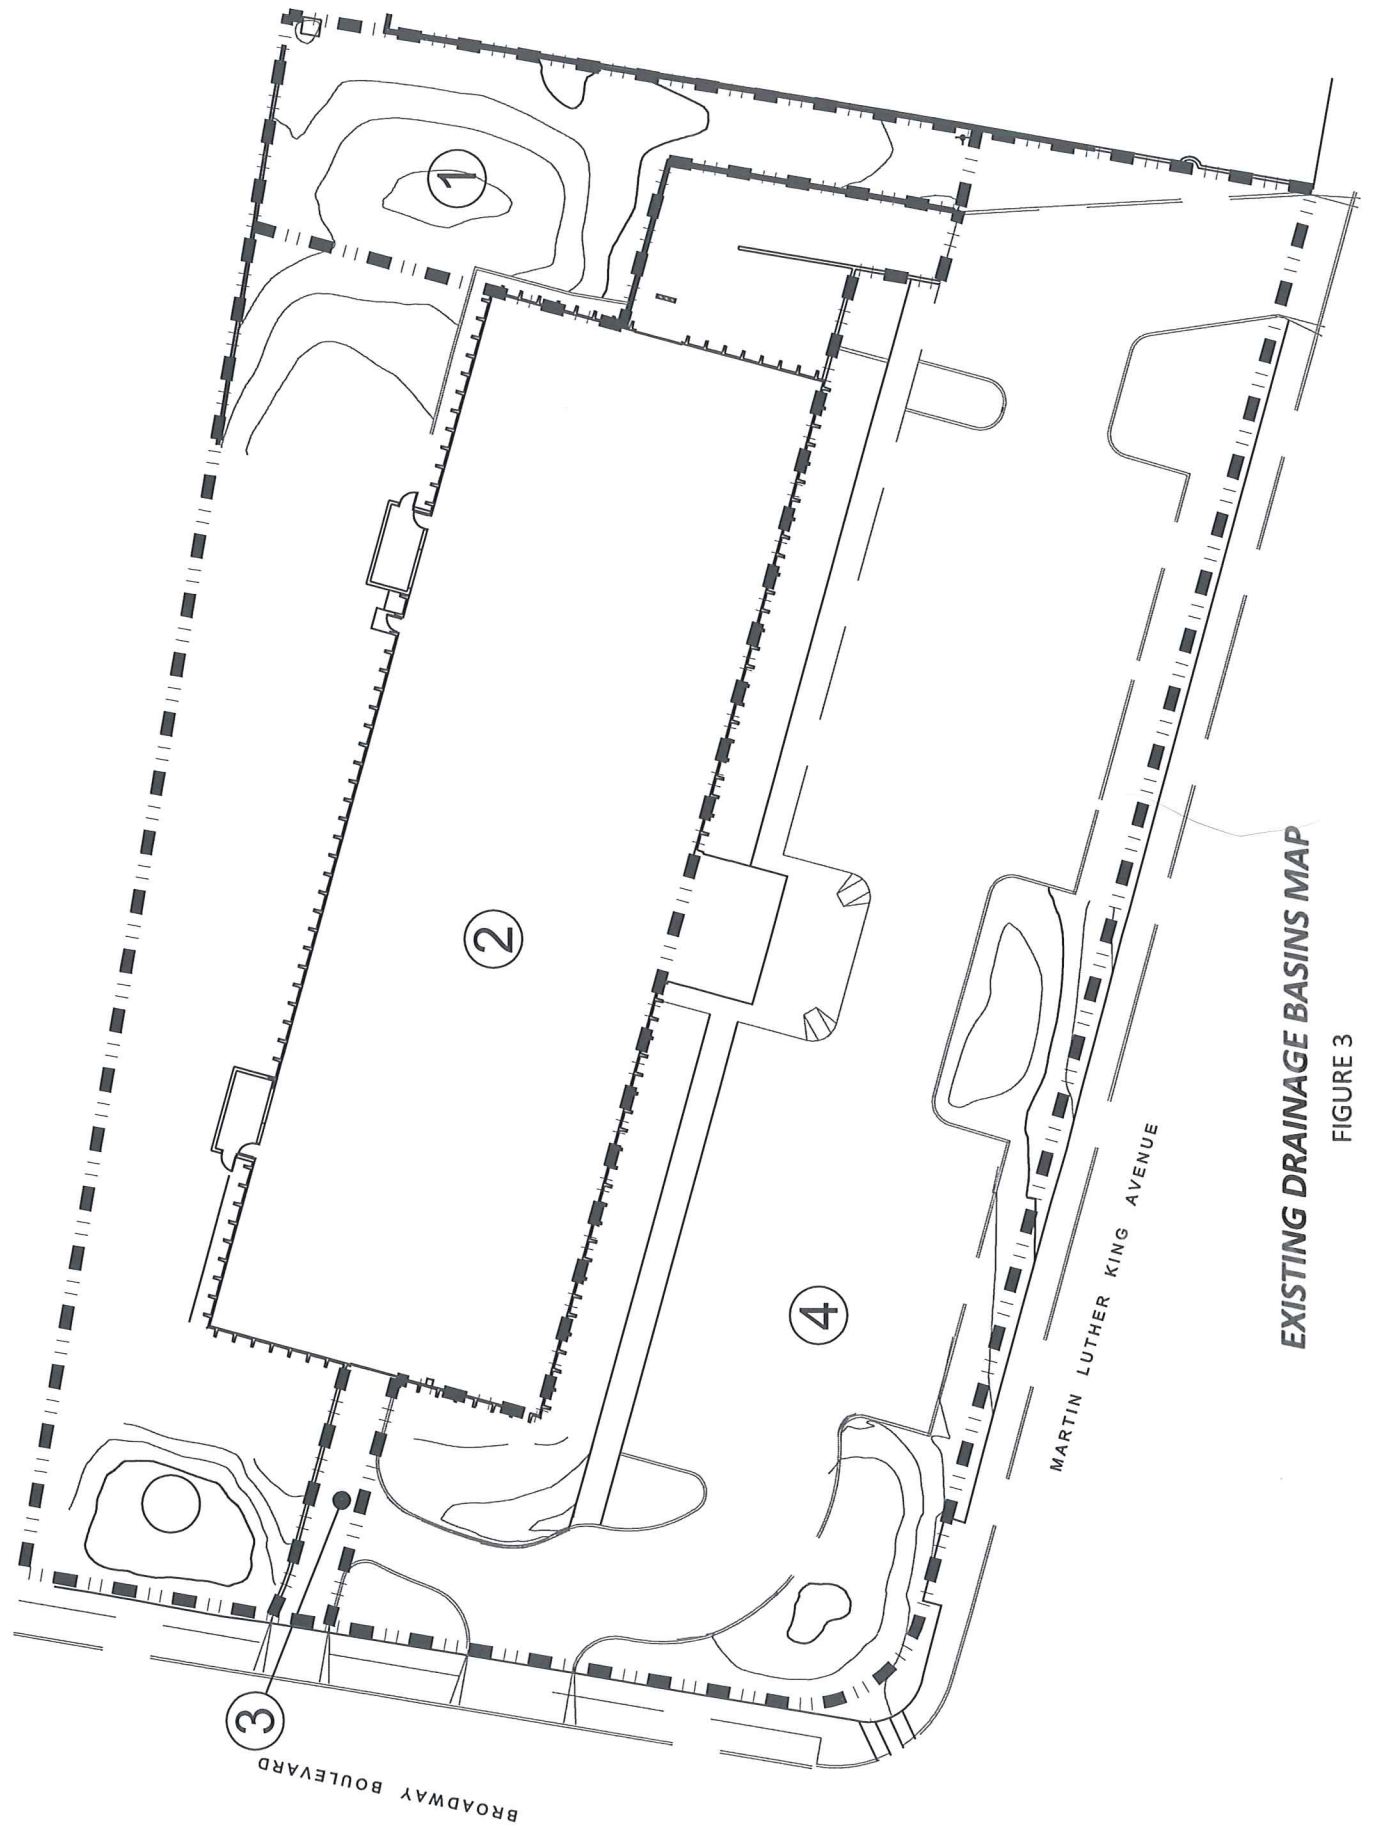 1
2
3
4
BROADWAY BOULEVARD
MARTIN LUTHER KING AVENUE
EXISTING DRAINAGE BASINS MAP
FIGURE 3